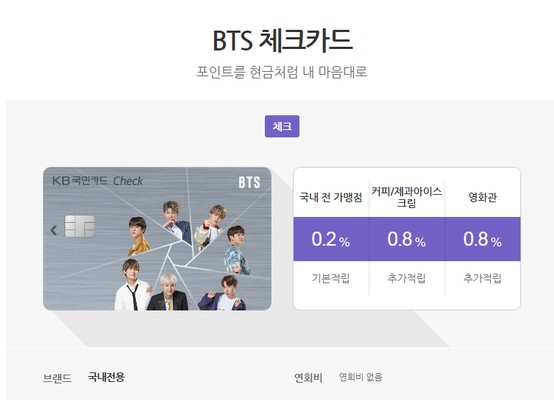 BTS 체크카드
포인트를 현금처럼 내 마음대로
체크
KB국민카드 Check
BTS
국내 전 가맹점
커피/제과아이스
크림
영화관
0.2 %
0.8 %
0.8 %
기본적립
추가적립
추가적립
브랜드
국내전용
연회비
연회비 없음